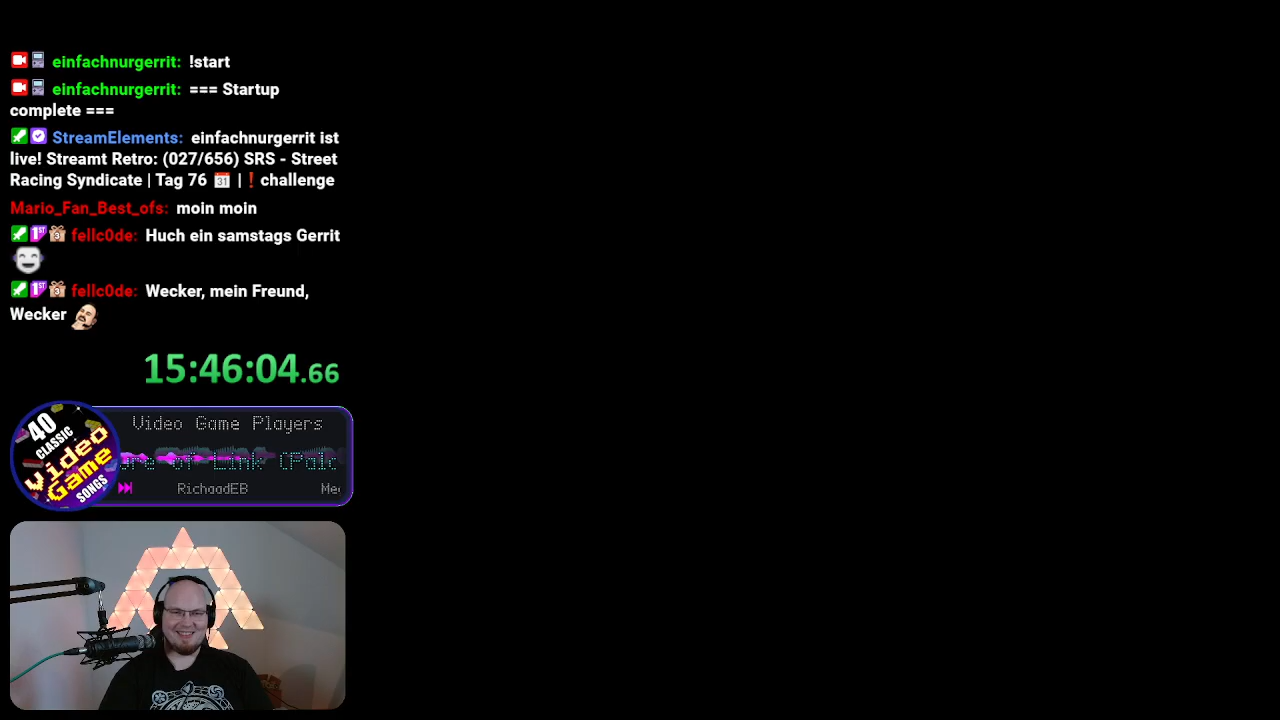 einfachnurgerrit: !start
einfachnurgerrit: === Startup
complete ===
StreamElements: einfachnurgerrit ist
live! Streamt Retro: (027/656) SRS - Street
Racing Syndicate | Tag 76 | ! challenge
Mario_Fan_Best_ofs: moin moin
fellc0de: Huch ein samstags Gerrit
fellc0de: Wecker, mein Freund,
Wecker
15:46:04.66
40
CLASSIC
Video
Game
SONGS
Video Game Players
of Link
RichaadEB